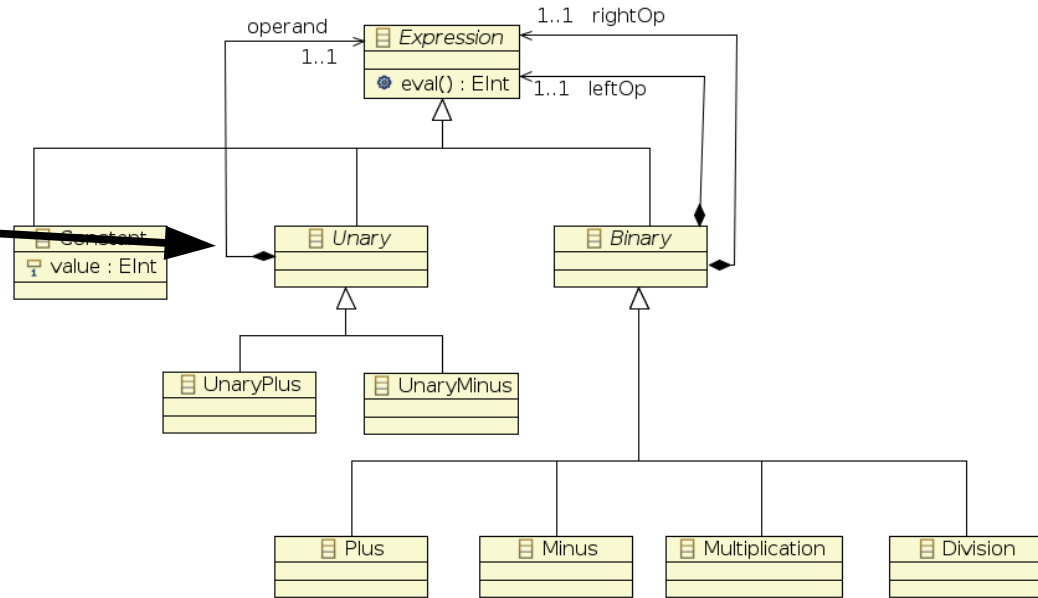 operand
1..1
Expression
eval() : EInt
1..1 rightOp
1..1 leftOp
Constant
value : EInt
Unary
Binary
UnaryPlus
UnaryMinus
Plus
Minus
Multiplication
Division